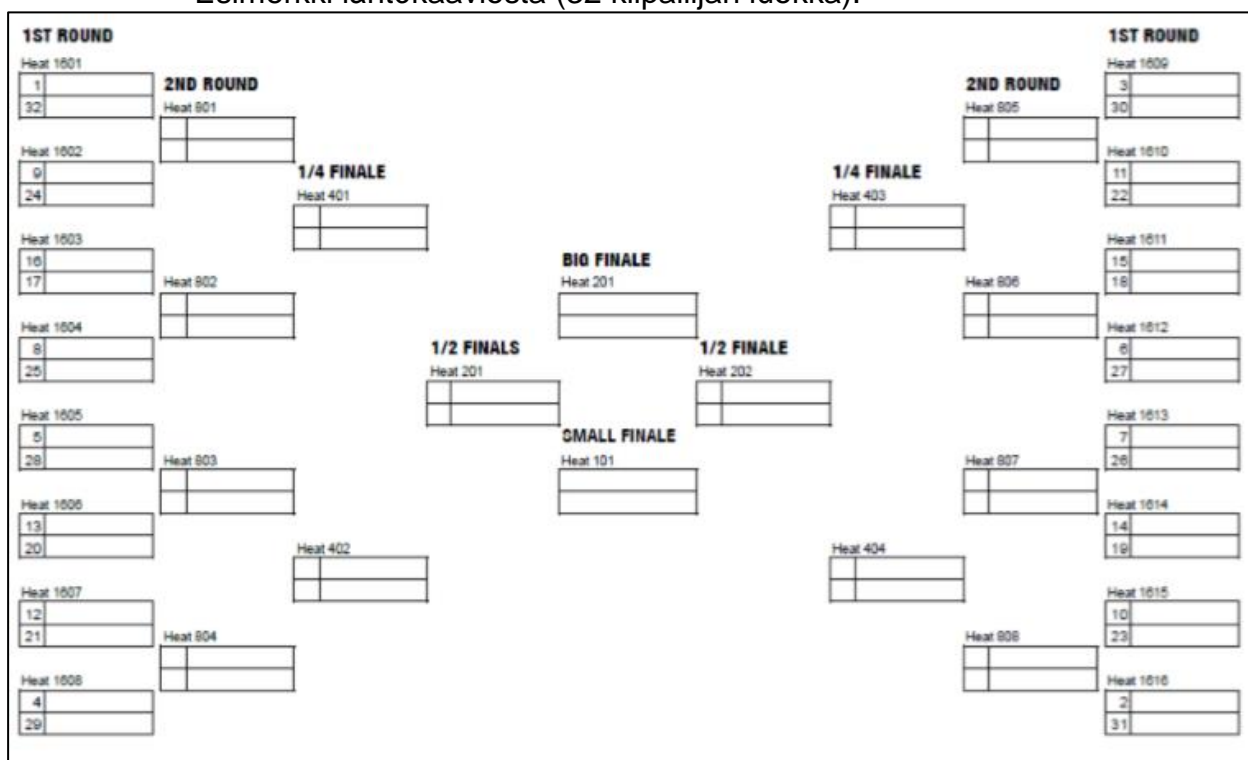 Esimerkki lähtökaaviosta (32 kilpailijan luokka):
1ST ROUND
Heat 1601
1
32
Heat 1602
9
24
Heat 1603
16
17
Heat 1604
8
25
Heat 1605
5
28
Heat 1606
13
20
Heat 1607
12
21
Heat 1608
4
29
2ND ROUND
Heat 801
Heat 802
Heat 803
Heat 804
1/4 FINALE
Heat 401
Heat 402
1/2 FINALS
Heat 201
BIG FINALE
Heat 201
SMALL FINALE
Heat 101
1/2 FINALE
Heat 202
1/4 FINALE
Heat 403
Heat 404
2ND ROUND
Heat 805
Heat 806
Heat 807
Heat 808
1ST ROUND
Heat 1609
3
30
Heat 1610
11
22
Heat 1611
15
18
Heat 1612
6
27
Heat 1613
7
26
Heat 1614
14
19
Heat 1615
10
23
Heat 1616
2
31